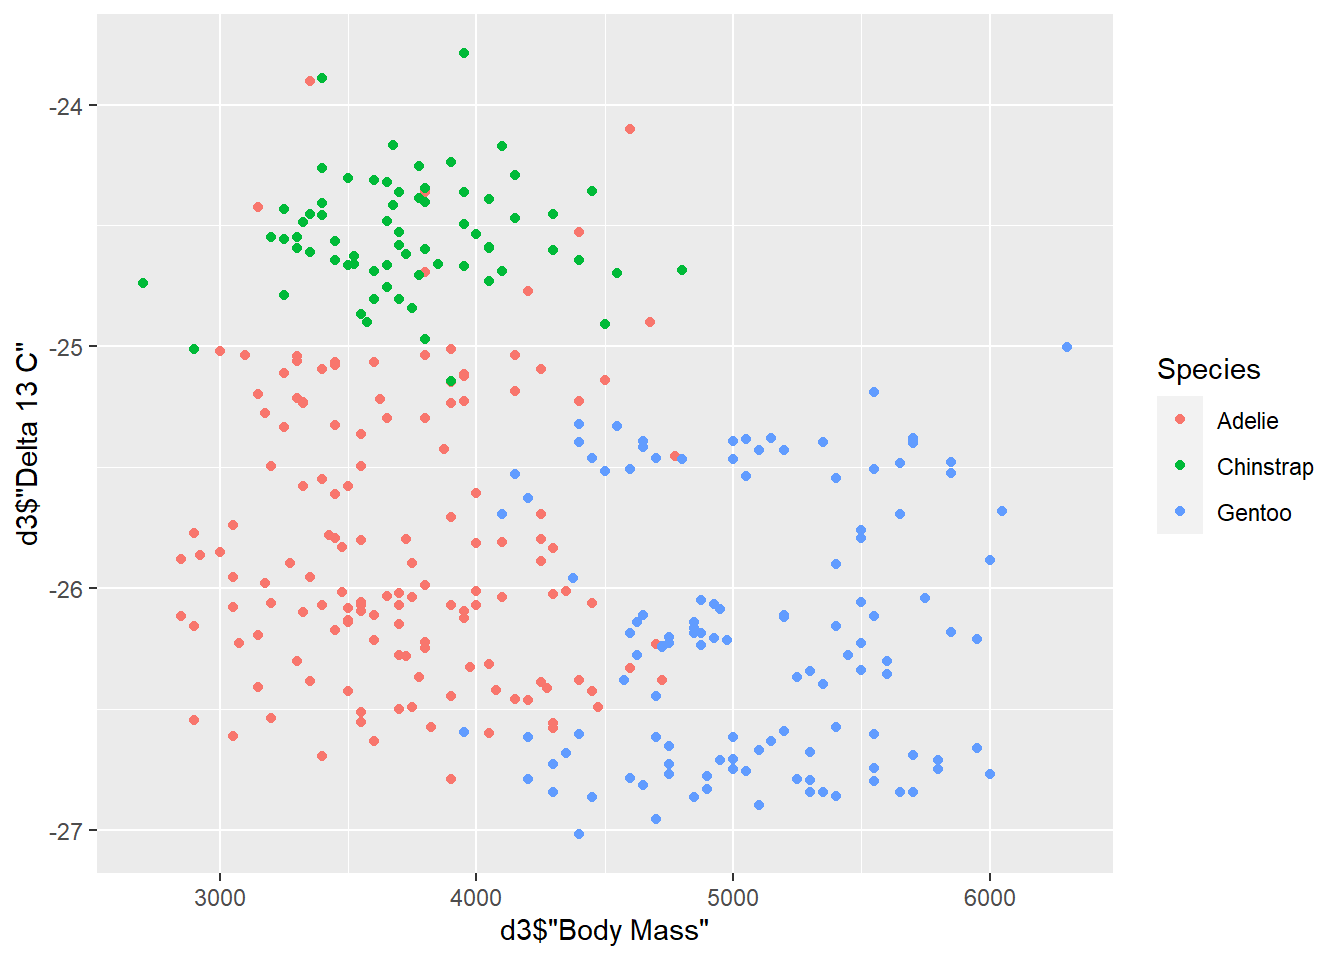 -24
-25
-26
-27
d3$"Delta 13 C"
3000 4000 5000 6000
d3$"Body Mass"
Species
Adelie
Chinstrap
Gentoo